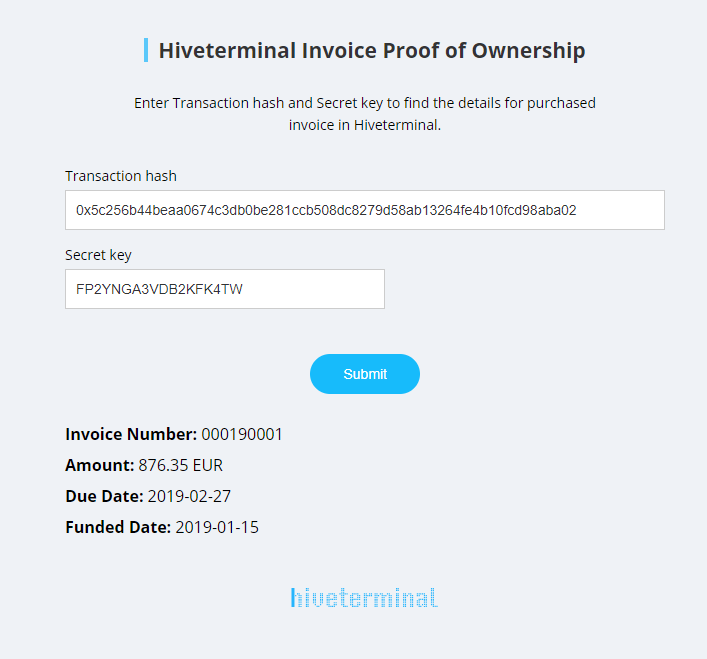 Hiveterminal Invoice Proof of Ownership
Enter Transaction hash and Secret key to find the details for purchased
invoice in Hiveterminal.
Transaction hash
0x5c256b44beaa0674c3db0be281ccb508dc8279d58ab13264fe4b10fcd98aba02
Secret key
FP2YNGA3VDB2KFK4TW
Submit
Invoice Number: 000190001
Amount: 876.35 EUR
Due Date: 2019-02-27
Funded Date: 2019-01-15
hiveterminal